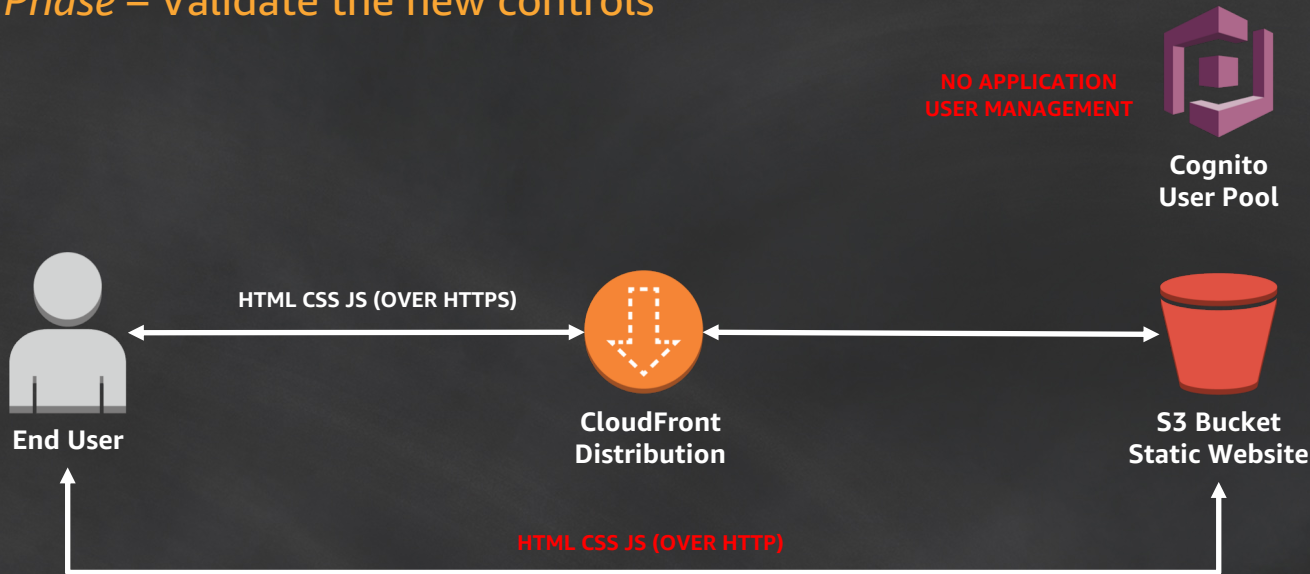 Phase – Validate the new controls
NO APPLICATION
USER MANAGEMENT
Cognito
User Pool
HTML CSS JS (OVER HTTPS)
End User
CloudFront
Distribution
S3 Bucket
Static Website
HTML CSS JS (OVER HTTP)